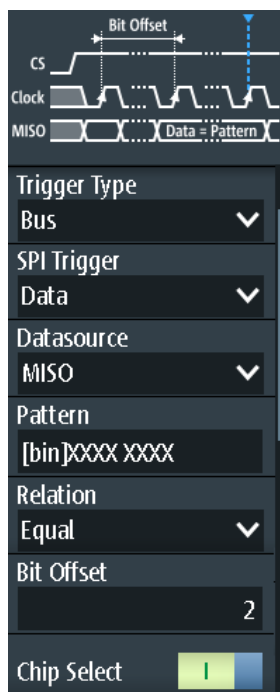 Bit Offset
CS
Clock
MISO
Data = Pattern
Trigger Type
Bus
SPI Trigger
Data
Datasource
MISO
Pattern
[bin]XXXX XXXX
Relation
Equal
Bit Offset
2
Chip Select
I